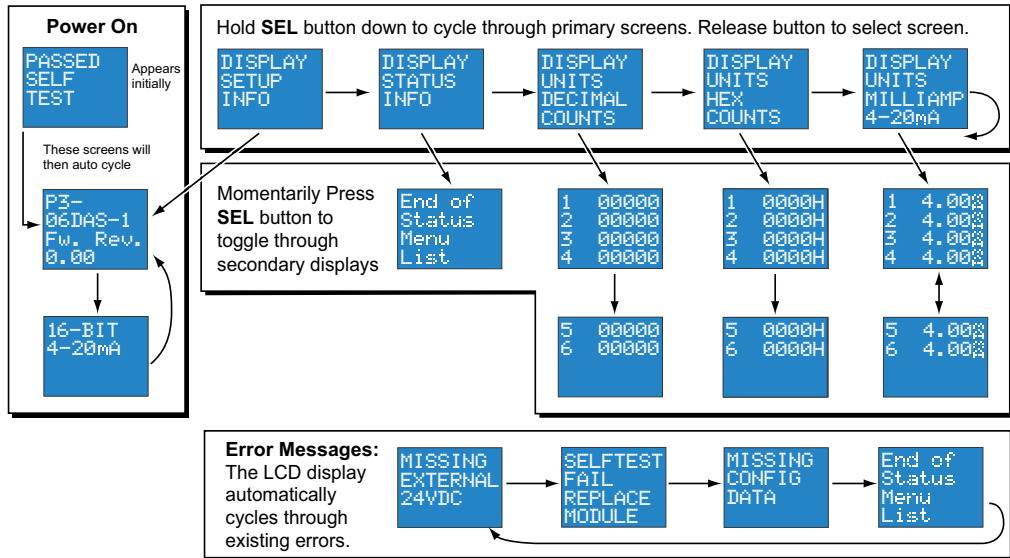 Power On
PASSED
SELF
TEST
Appears
initially
These screens will
then auto cycle
P3-
06DAS-1
Fw. Rev.
0.00
16-BIT
4-20mA
Hold SEL button down to cycle through primary screens. Release button to select screen.
DISPLAY
SETUP
INFO
DISPLAY
STATUS
INFO
DISPLAY
UNITS
DECIMAL
COUNTS
DISPLAY
UNITS
HEX
COUNTS
DISPLAY
UNITS
MILLIAMP
4-20mA
Momentarily Press
SEL button to
toggle through
secondary displays
End of
Status
Menu
List
1 00000
2 00000
3 00000
4 00000
1 0000H
2 0000H
3 0000H
4 0000H
1 4.00
2 4.00
3 4.00
4 4.00
5 00000
6 00000
5 0000H
6 0000H
5 4.00
6 4.00
Error Messages:
The LCD display
automatically
cycles through
existing errors.
MISSING
EXTERNAL
24VDC
SELFTEST
FAIL
REPLACE
MODULE
MISSING
CONFIG
DATA
End of
Status
Menu
List